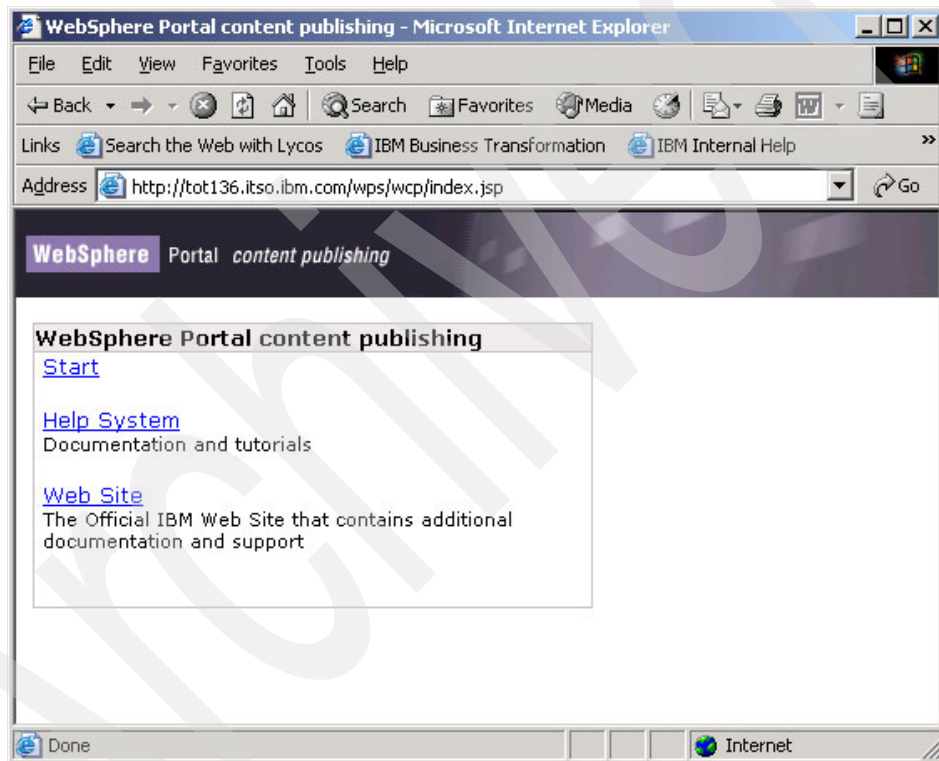 WebSphere Portal content publishing - Microsoft Internet Explorer
File Edit View Favorites Tools Help
Back Search Favorites Media
Links Search the Web with Lycos IBM Business Transformation IBM Internal Help »
Address http://tot136.itso.ibm.com/wps/wcp/index.jsp Go
WebSphere Portal content publishing
WebSphere Portal content publishing
Start
Help System
Documentation and tutorials
Web Site
The Official IBM Web Site that contains additional
documentation and support
Done Internet